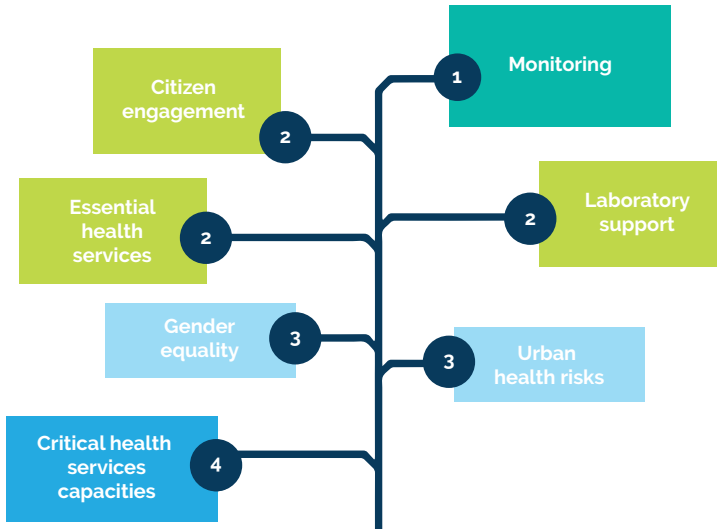 Monitoring
1
Citizen
engagement
2
Laboratory
support
2
Essential
health
services
2
Gender
equality
3
Urban
health risks
3
Critical health
services
capacities
4